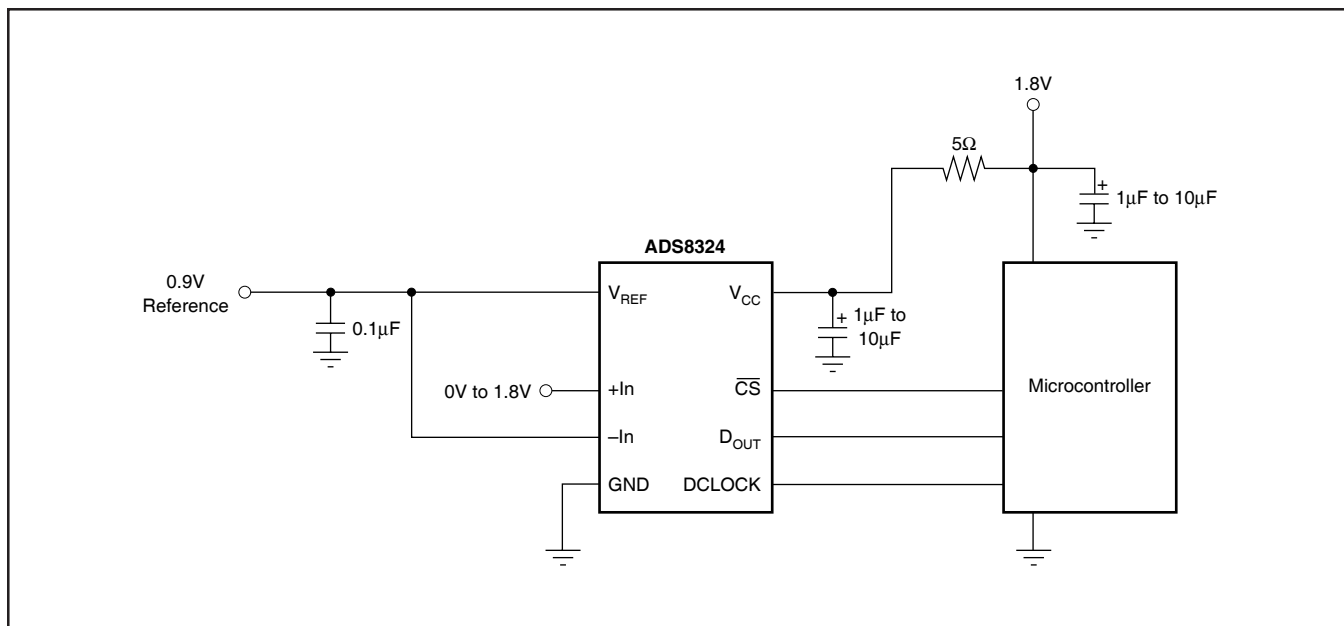 1.8V
5Ω
+
1μF to 10μF
ADS8324
0.9V
Reference
V_REF
V_CC
0.1μF
+ 1μF to
10μF
0V to 1.8V
+In
C̅S̅
Microcontroller
–In
D_OUT
GND
DCLOCK